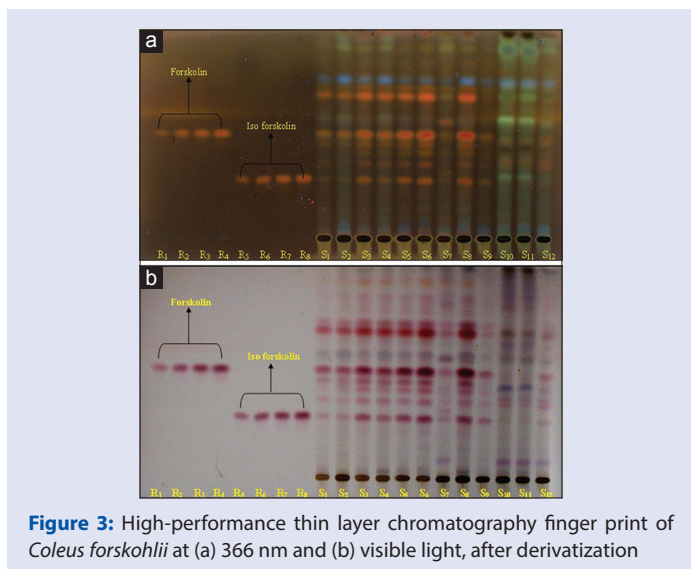 a
Forskolin
Iso forskolin
R1 R2 R3 R4 R5 R6 R7 R8 S1 S2 S3 S4 S5 S6 S7 S8 S9 S10 S11 S12
b
Forskolin
Iso forskolin
R1 R2 R3 R4 R5 R6 R7 R8 S1 S2 S3 S4 S6 S6 S7 S8 S9 S10 S11 S12
Figure 3: High-performance thin layer chromatography finger print of
Coleus forskohlii at (a) 366 nm and (b) visible light, after derivatization